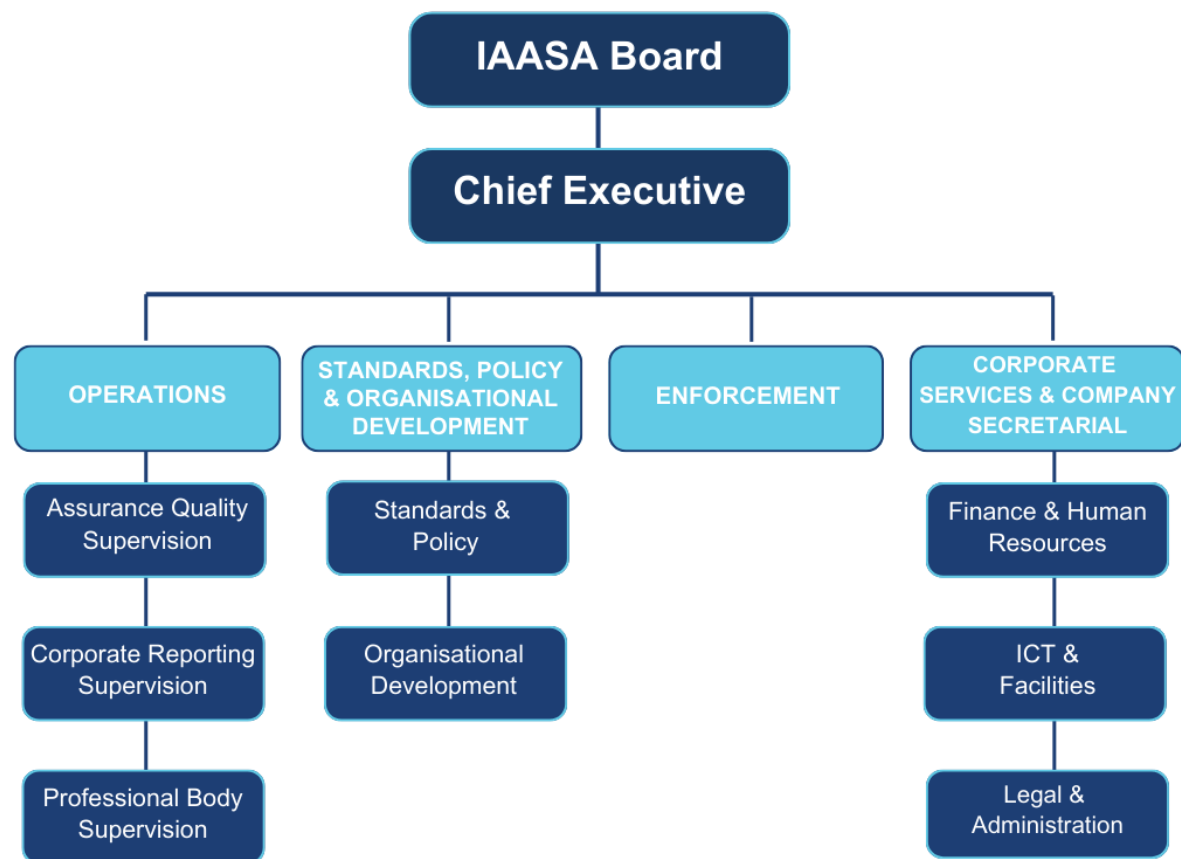 IAASA Board
Chief Executive
OPERATIONS
STANDARDS, POLICY
& ORGANISATIONAL
DEVELOPMENT
ENFORCEMENT
CORPORATE
SERVICES & COMPANY
SECRETARIAL
Assurance Quality
Supervision
Standards &
Policy
Finance & Human
Resources
Corporate Reporting
Supervision
Organisational
Development
ICT &
Facilities
Professional Body
Supervision
Legal &
Administration